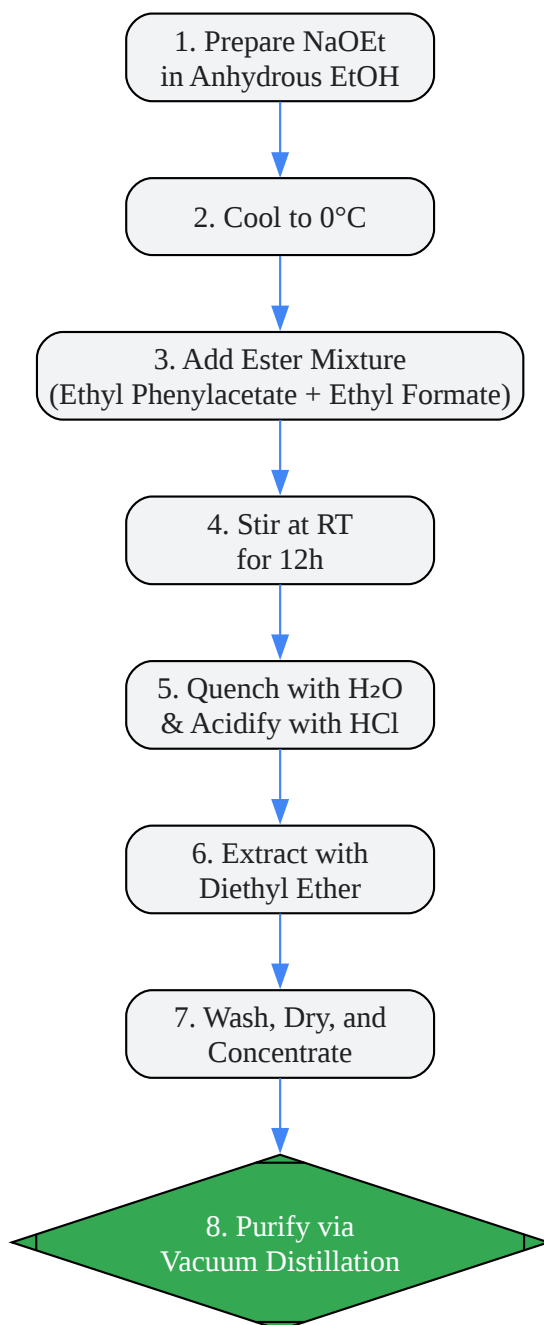 1. Prepare NaOEt
in Anhydrous EtOH
2. Cool to 0°C
3. Add Ester Mixture
(Ethyl Phenylacetate + Ethyl Formate)
4. Stir at RT
for 12h
5. Quench with H₂O
& Acidify with HCl
6. Extract with
Diethyl Ether
7. Wash, Dry, and
Concentrate
8. Purify via
Vacuum Distillation